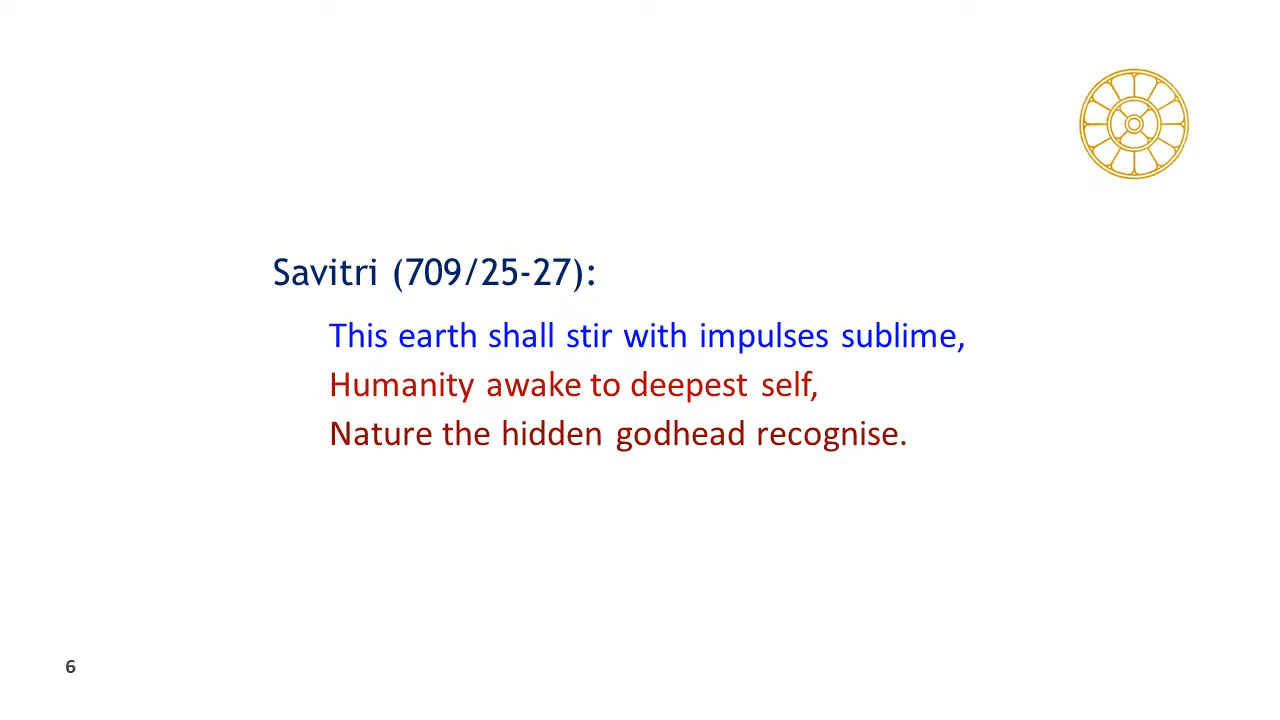 Savitri (709/25-27):
This earth shall stir with impulses sublime,
Humanity awake to deepest self,
Nature the hidden godhead recognise.
6